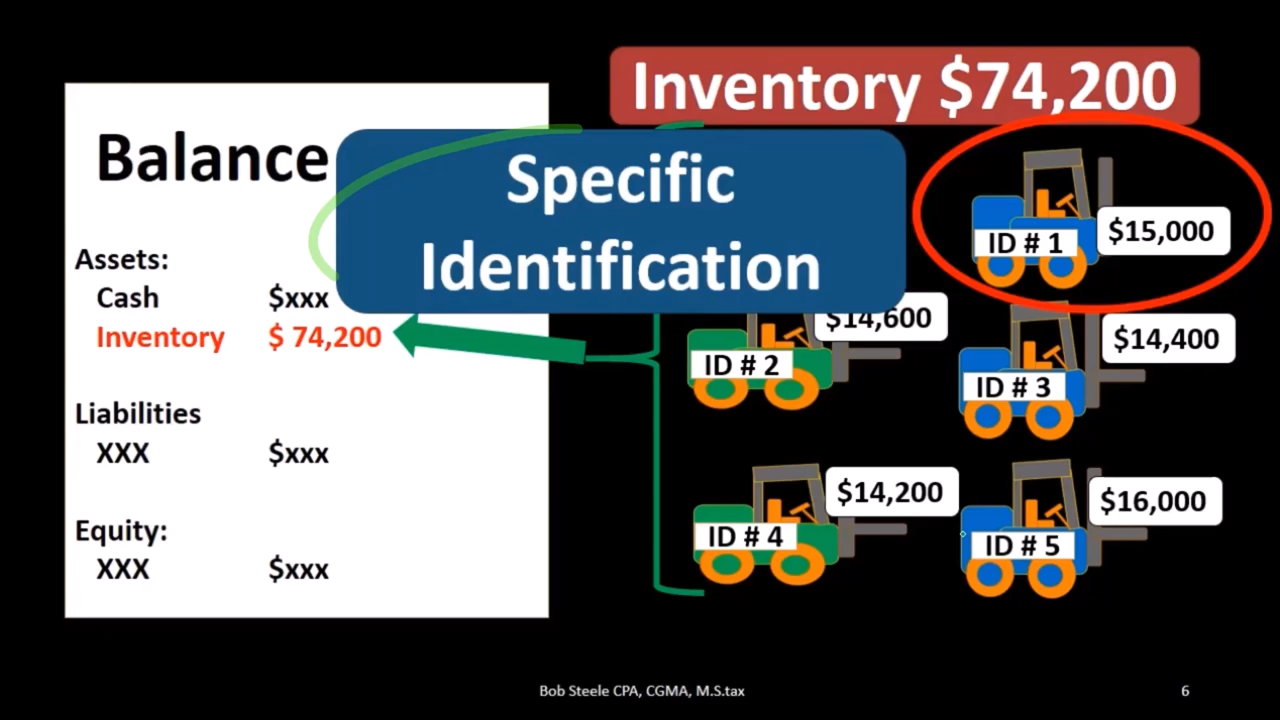 Inventory $74,200
Balance
Specific
Identification
Assets:
Cash $xxx
Inventory $ 74,200
Liabilities
XXX $xxx
Equity:
XXX $xxx
ID # 1 $15,000
ID # 2 $14,600
ID # 3 $14,400
ID # 4 $14,200
ID # 5 $16,000
Bob Steele CPA, CGMA, M.S.tax
6